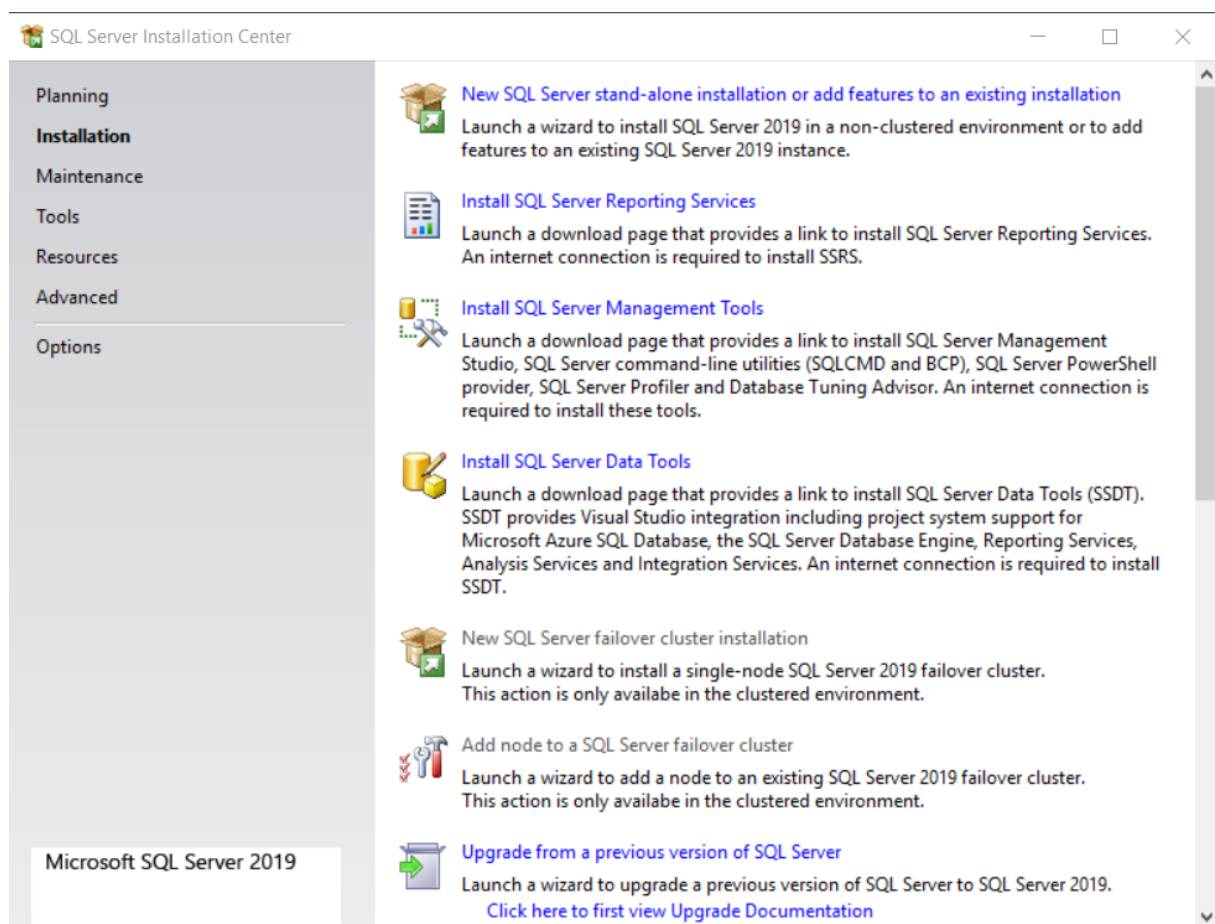 SQL Server Installation Center
Planning
Installation
Maintenance
Tools
Resources
Advanced
Options
Microsoft SQL Server 2019
New SQL Server stand-alone installation or add features to an existing installation
Launch a wizard to install SQL Server 2019 in a non-clustered environment or to add
features to an existing SQL Server 2019 instance.
Install SQL Server Reporting Services
Launch a download page that provides a link to install SQL Server Reporting Services.
An internet connection is required to install SSRS.
Install SQL Server Management Tools
Launch a download page that provides a link to install SQL Server Management
Studio, SQL Server command-line utilities (SQLCMD and BCP), SQL Server PowerShell
provider, SQL Server Profiler and Database Tuning Advisor. An internet connection is
required to install these tools.
Install SQL Server Data Tools
Launch a download page that provides a link to install SQL Server Data Tools (SSDT).
SSDT provides Visual Studio integration including project system support for
Microsoft Azure SQL Database, the SQL Server Database Engine, Reporting Services,
Analysis Services and Integration Services. An internet connection is required to install
SSDT.
New SQL Server failover cluster installation
Launch a wizard to install a single-node SQL Server 2019 failover cluster.
This action is only availabe in the clustered environment.
Add node to a SQL Server failover cluster
Launch a wizard to add a node to an existing SQL Server 2019 failover cluster.
This action is only availabe in the clustered environment.
Upgrade from a previous version of SQL Server
Launch a wizard to upgrade a previous version of SQL Server to SQL Server 2019.
Click here to first view Upgrade Documentation